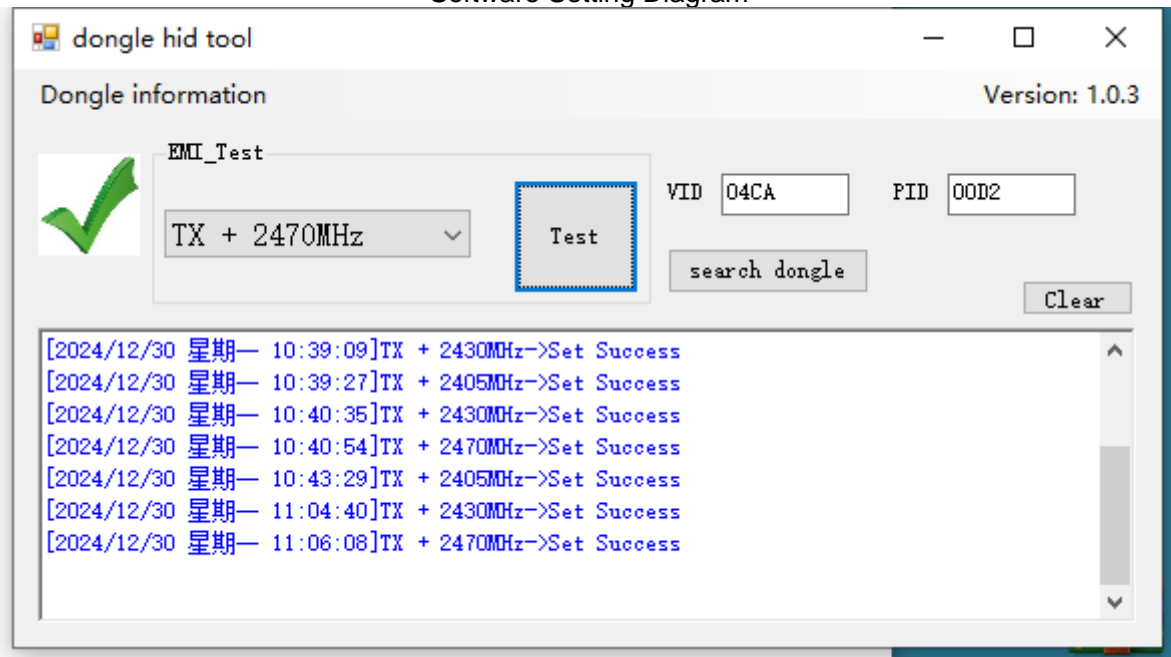 Software Setting Diagram
dongle hid tool
Dongle information
Version: 1.0.3
EMI_Test
TX + 2470MHz
Test
VID 04CA
PID 00D2
search dongle
Clear
[2024/12/30 星期一 10:39:09]TX + 2430MHz->Set Success
[2024/12/30 星期一 10:39:27]TX + 2405MHz->Set Success
[2024/12/30 星期一 10:40:35]TX + 2430MHz->Set Success
[2024/12/30 星期一 10:40:54]TX + 2470MHz->Set Success
[2024/12/30 星期一 10:43:29]TX + 2405MHz->Set Success
[2024/12/30 星期一 11:04:40]TX + 2430MHz->Set Success
[2024/12/30 星期一 11:06:08]TX + 2470MHz->Set Success